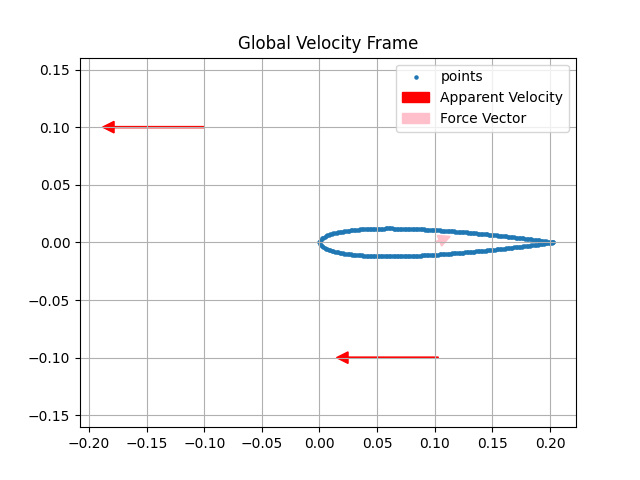 Global Velocity Frame
points
Apparent Velocity
Force Vector
0.15
0.10
0.05
0.00
−0.05
−0.10
−0.15
−0.20 −0.15 −0.10 −0.05 0.00 0.05 0.10 0.15 0.20